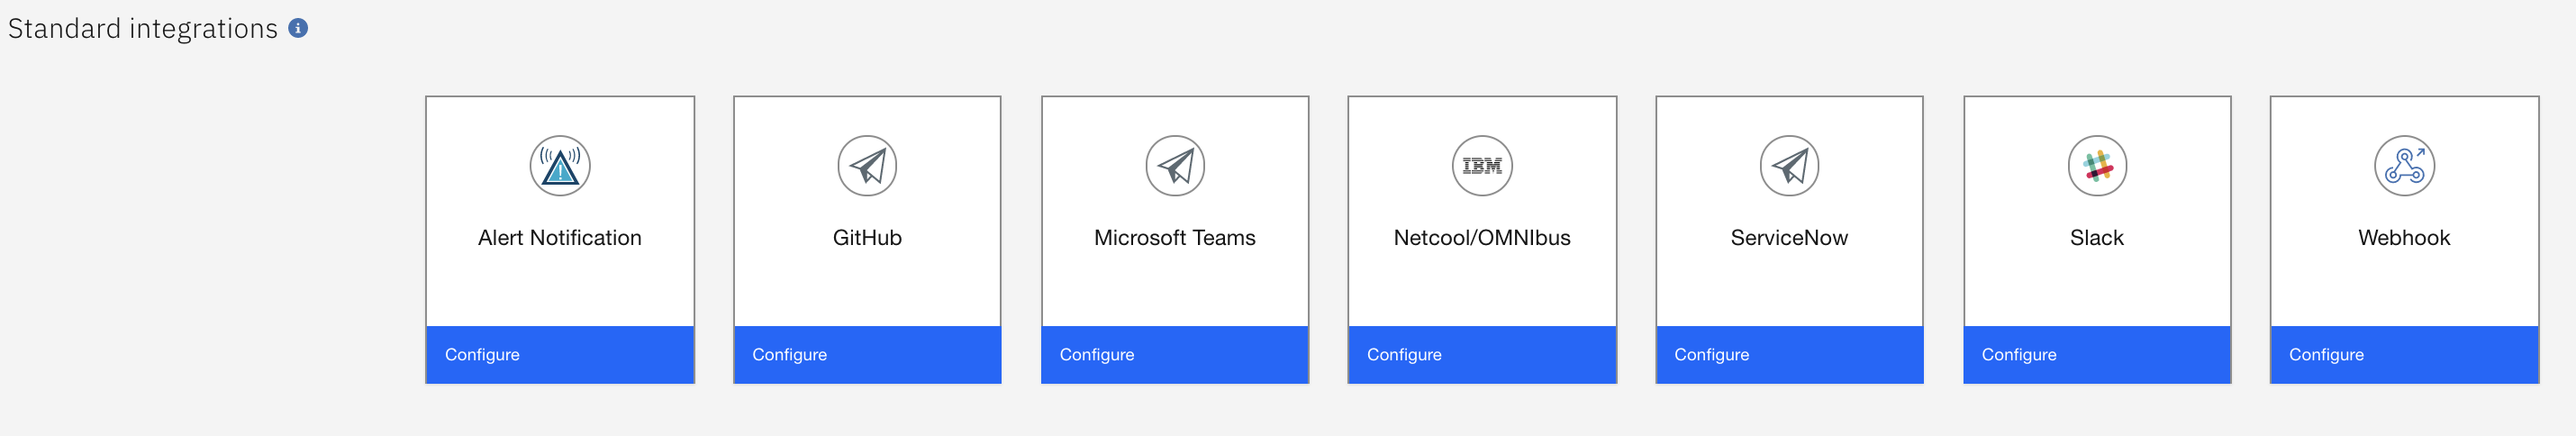 Standard integrations
IBM
Alert Notification
GitHub
Microsoft Teams
Netcool/OMNIbus
ServiceNow
Slack
Webhook
Configure
Configure
Configure
Configure
Configure
Configure
Configure